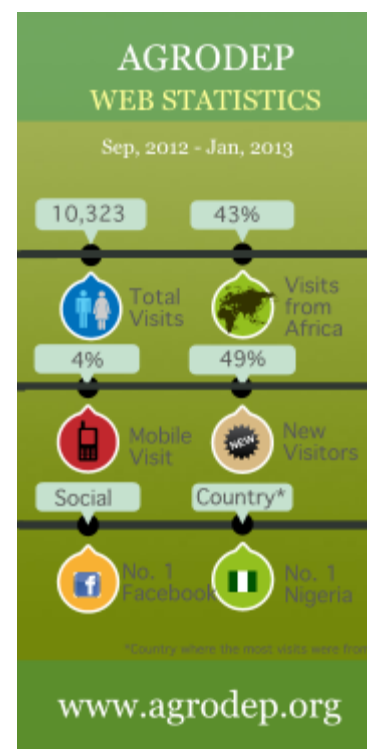 AGRODEP
WEB STATISTICS
Sep, 2012 - Jan, 2013
10,323
43%
Total
Visits
Visits
from
Africa
4%
49%
Mobile
Visit
NEW
New
Visitors
Social
Country*
f
No. 1
Facebook
No. 1
Nigeria
*Country where the most visits were from
www.agrodep.org